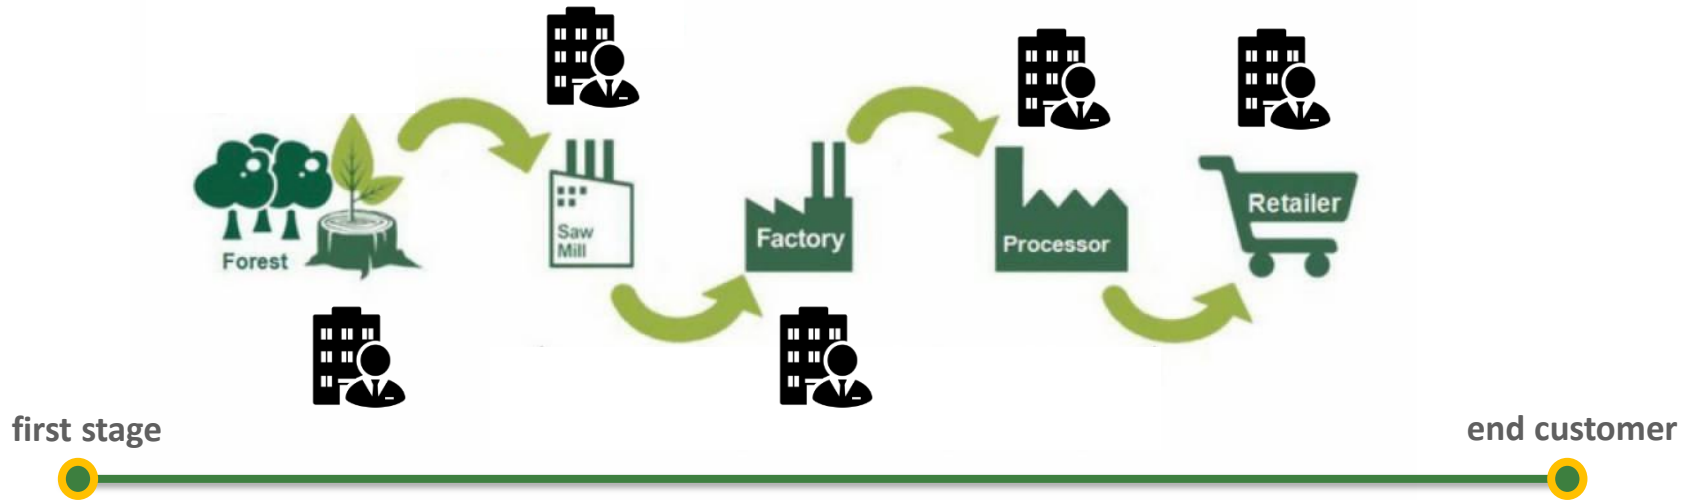 Forest
Saw
Mill
Factory
Processor
Retailer
first stage
end customer